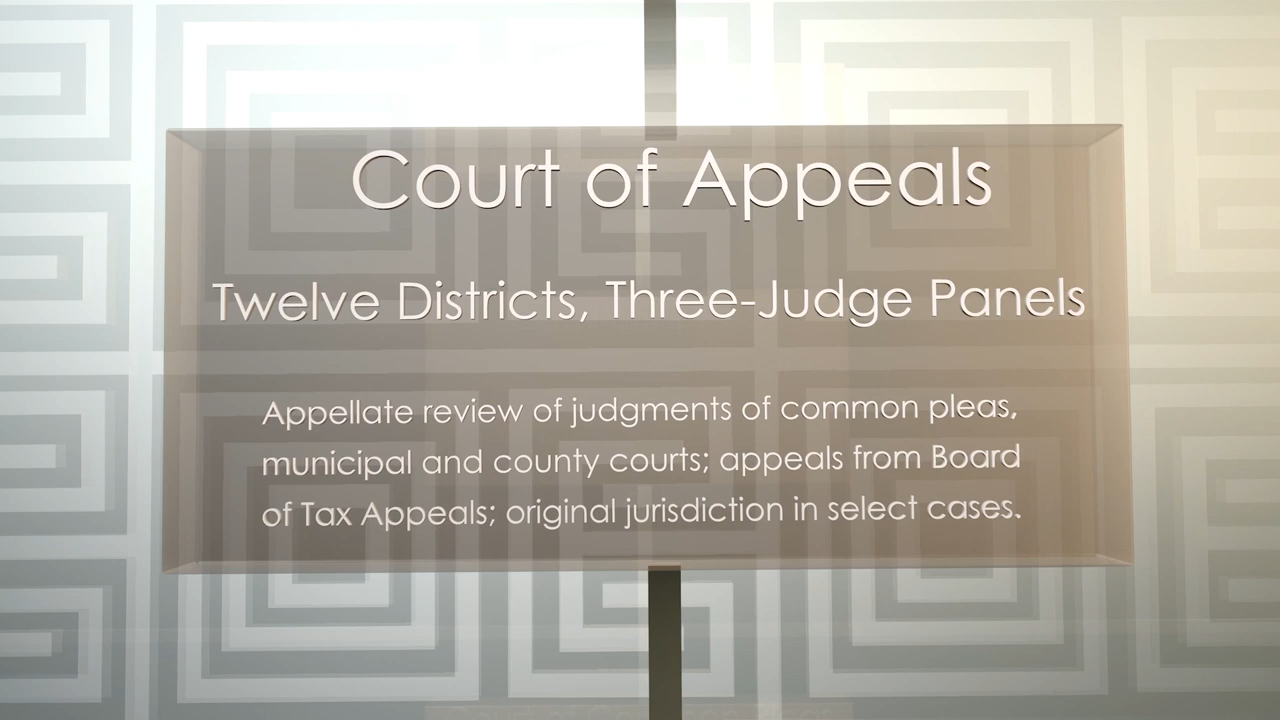 Court of Appeals
Twelve Districts, Three-Judge Panels
Appellate review of judgments of common pleas,
municipal and county courts; appeals from Board
of Tax Appeals; original jurisdiction in select cases.